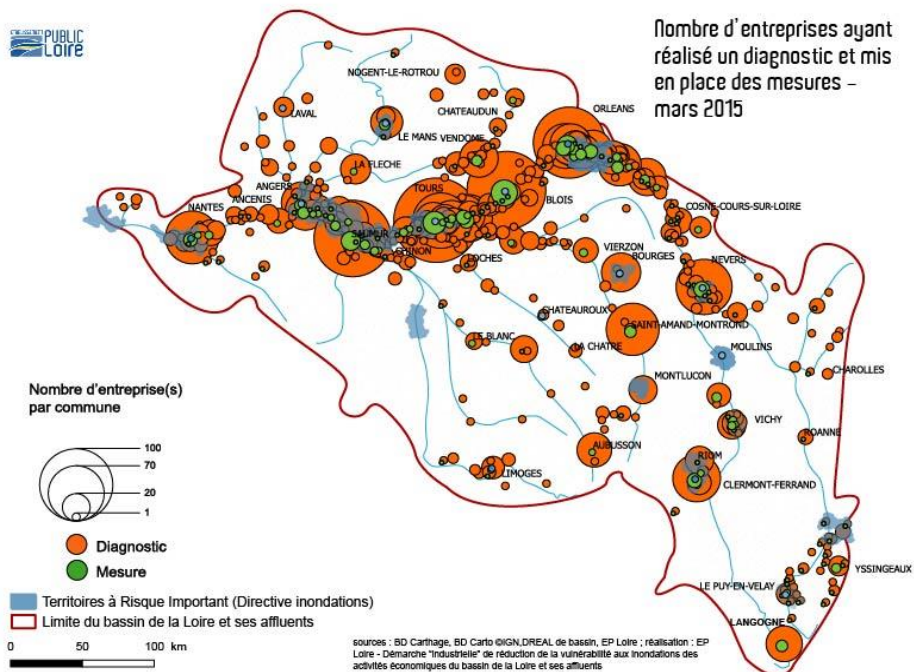 PUBLIC
LOIRE
Nombre d'entreprises ayant
réalisé un diagnostic et mis
en place des mesures –
mars 2015
NOGENT-LE-ROTROU
LAVAL
CHATEAUDUN
ORLEANS
LE MANS
VENDOME
LA FLECHE
ANGERS
ANCENIS
NANTES
TOURS
BLOIS
COSNE-COURS-SUR-LOIRE
SAUMUR
CHINON
LOCHES
VIERZON
BOURGES
NEVERS
CHATEAUROUX
SAINT-AMAND-MONTROND
LE BLANC
LA CHATRE
MOULINS
CHAROLLES
MONTLUCON
VICHY
ROANNE
AUBUSSON
LIMOGES
RIOM
CLERMONT-FERRAND
YSSINGEAUX
LE PUY-EN-VELAY
LANGOGNE
Nombre d'entreprise(s)
par commune
100
70
20
1
Diagnostic
Mesure
Territoires à Risque Important (Directive inondations)
Limite du bassin de la Loire et ses affluents
0 50 100 km
sources : BD Carthage, BD Carto ©IGN,DREAL de bassin, EP Loire ; réalisation : EP
Loire - Démarche "industrielle" de réduction de la vulnérabilité aux inondations des
activités économiques du bassin de la Loire et ses affluents